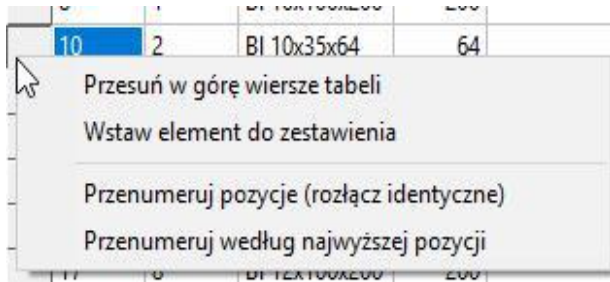 10 2 BI 10x35x64 64
Przesuń w górę wiersze tabeli
Wstaw element do zestawienia
Przenumeruj pozycje (rozłącz identyczne)
Przenumeruj według najwyższej pozycji